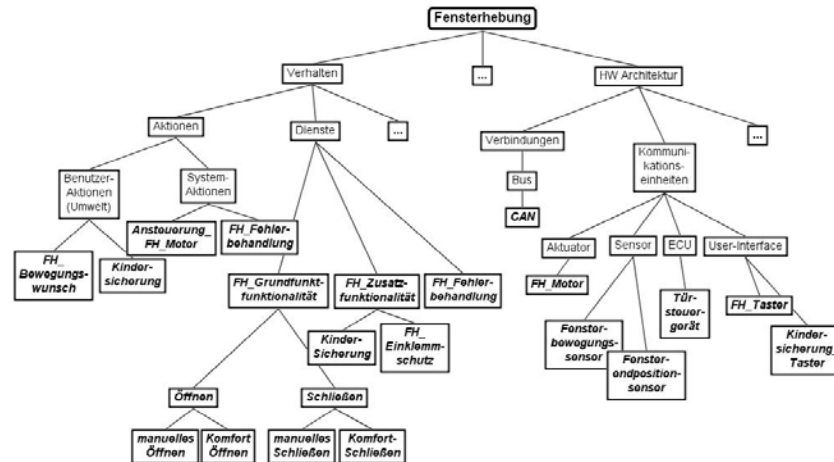 Fensterhebung
Verhalten
...
HW Architektur
Aktionen
Dienste
...
Verbindungen
...
Benutzer-
Aktionen
(Umwelt)
System-
Aktionen
Bus
Kommuni-
kations-
einheiten
Ansteuerung_
FH_Motor
FH_Fehler-
behandlung
CAN
FH_
Bewegungs-
wunsch
Kinder-
sicherung
Aktuator
Sensor
ECU
User-Interface
FH_Grundfunkt-
funktionalität
FH_Zusatz-
funktionalität
FH_Fehler-
behandlung
FH_Motor
FH_Taster
Tür-
steuer-
gerät
Kinder-
Sicherung
FH_
Einklemm-
schutz
Fenster-
bewegungs-
sensor
Fenster-
endposition-
sensor
Kinder-
sicherung_
Taster
Öffnen
Schließen
manuelles
Öffnen
Komfort
Öffnen
manuelles
Schließen
Komfort-
Schließen